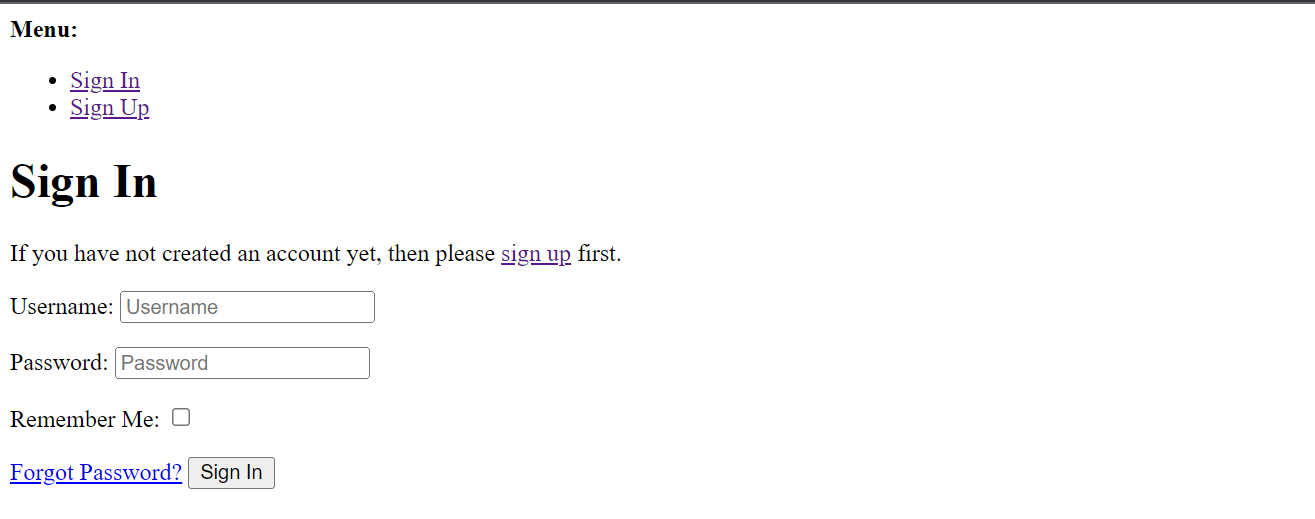 Menu:
Sign In
Sign Up
Sign In
If you have not created an account yet, then please sign up first.
Username: Username
Password: Password
Remember Me:
Forgot Password? Sign In